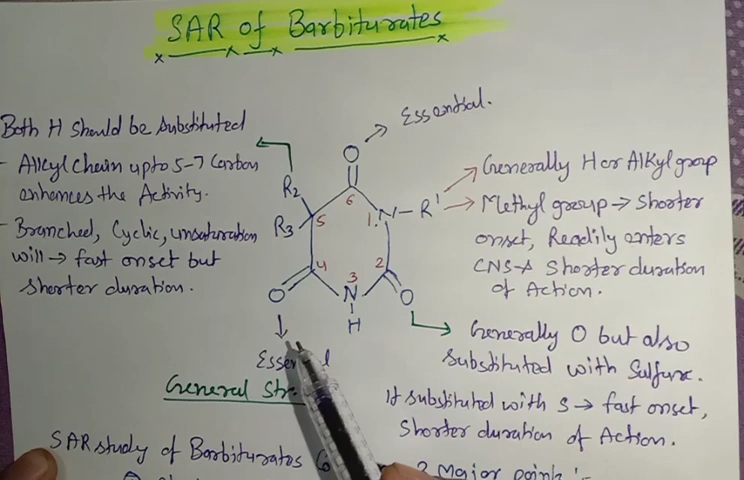 SAR of Barbiturates
Essential.
Both H should be Substituted
- Alkyl Chain upto 5-7 Carbon
enhances the Activity.
- Branched, Cyclic, unsaturation
will → fast onset but
shorter duration.
O
R2
R3
6
5
1.
N - R'
4
3
2
O
N
H
O
Generally H or Alkyl group
Methyl group → Shorter
onset, Readily enters
CNS → Shorter duration
of Action.
Generally O but also
substituted with Sulfur.
If substituted with S → fast onset,
Shorter duration of Action.
General
SAR study of Barbiturates
2 Major point :-